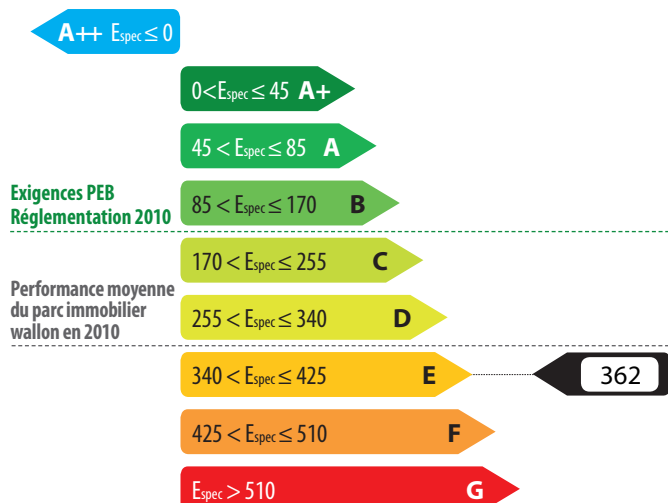 A++ Espec ≤ 0
0<Espec ≤ 45 A+
45 < Espec ≤ 85 A
Exigences PEB
Réglementation 2010
85 < Espec ≤ 170 B
170 < Espec ≤ 255 C
Performance moyenne
du parc immobilier
wallon en 2010
255 < Espec ≤ 340 D
340 < Espec ≤ 425 E
362
425 < Espec ≤ 510 F
Espec > 510 G